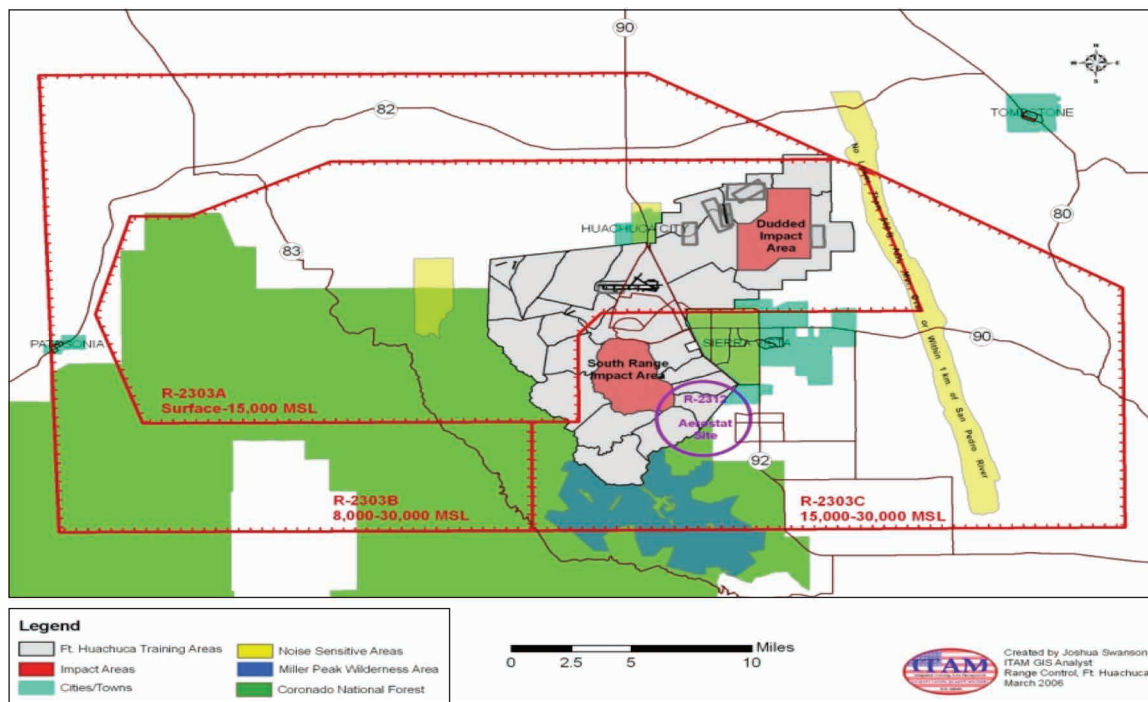 90
80
82
TOMBSTONE
N
W
E
S
HUACHUCA CITY
Dudded
Impact
Area
83
80
PATAGONIA
SIERRA VISTA
90
South Range
Impact Area
R-2303A
Surface-15,000 MSL
R-2312
Aerostat
Site
or Within 1 km. of San Pedro River
92
R-2303B
8,000-30,000 MSL
R-2303C
15,000-30,000 MSL
Legend
Ft. Huachuca Training Areas
Impact Areas
Cities/Towns
Noise Sensitive Areas
Miller Peak Wilderness Area
Coronado National Forest
Miles
0
2.5
5
10
ITAM
Created by Joshua Swanson
ITAM GIS Analyst
Range Control, Ft. Huachuca
March 2006